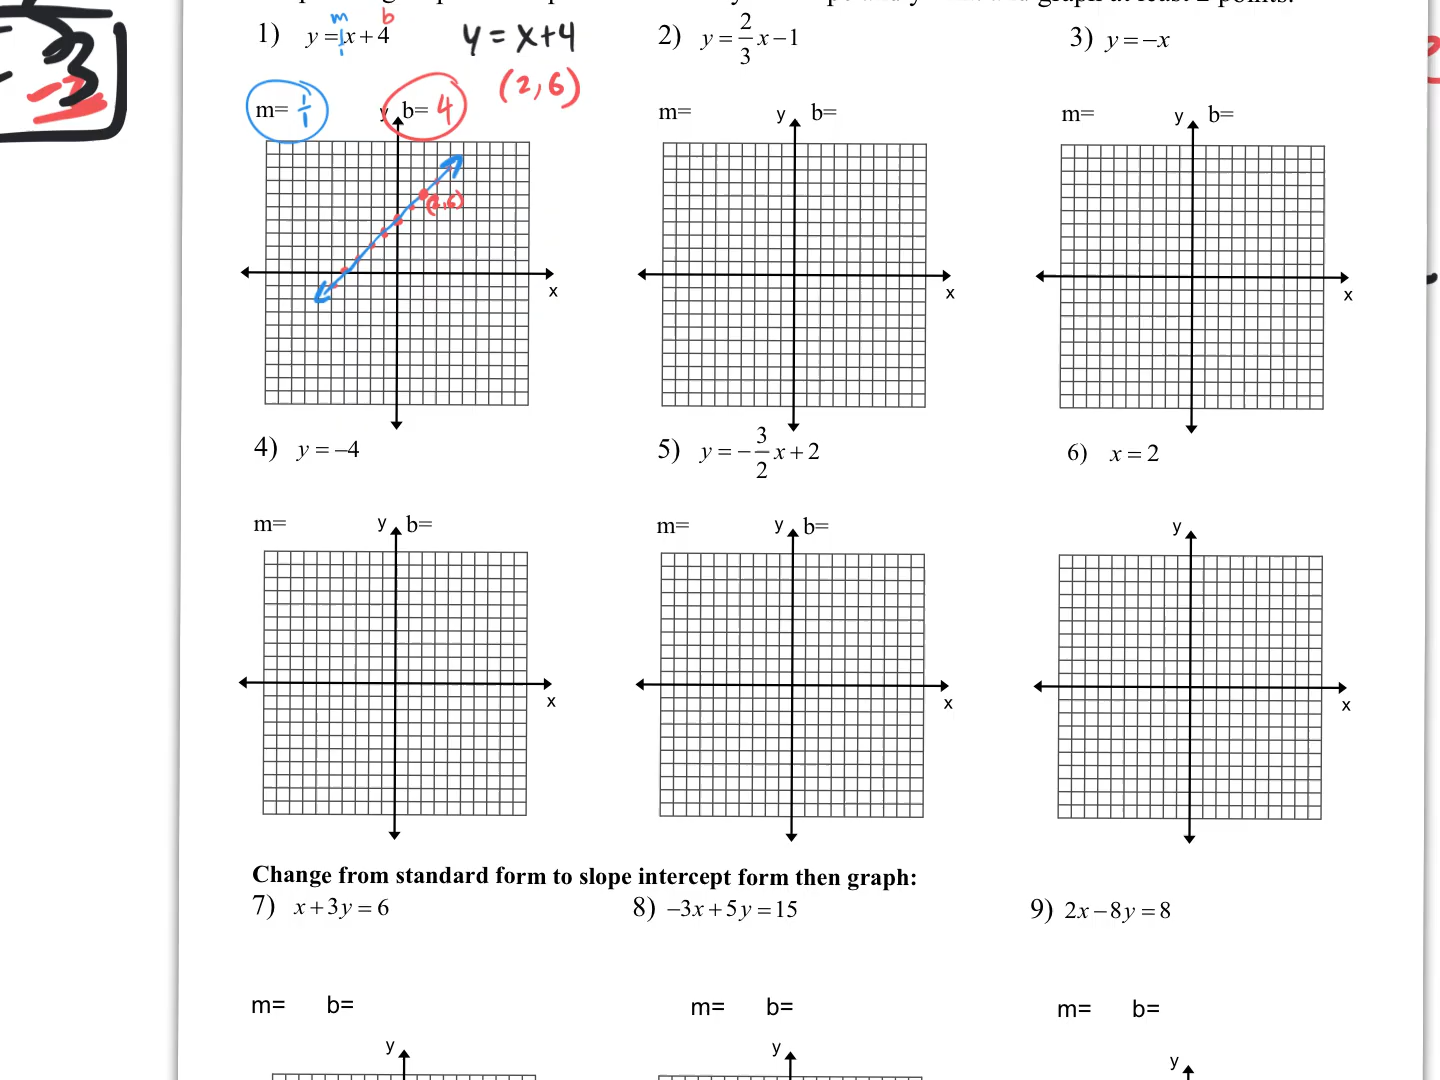 m b
1) y = 1/1 x + 4 y = x + 4 2) y = 2/3 x − 1 3) y = −x
(2, 6)
m= 1/1 y b= 4 m= y b= m= y b=
(2,6)
x x x
4) y = −4 5) y = −3/2 x + 2 6) x = 2
m= y b= m= y b= y
x x x
Change from standard form to slope intercept form then graph:
7) x + 3y = 6 8) −3x + 5y = 15 9) 2x − 8y = 8
m= b= m= b= m= b=
y y y